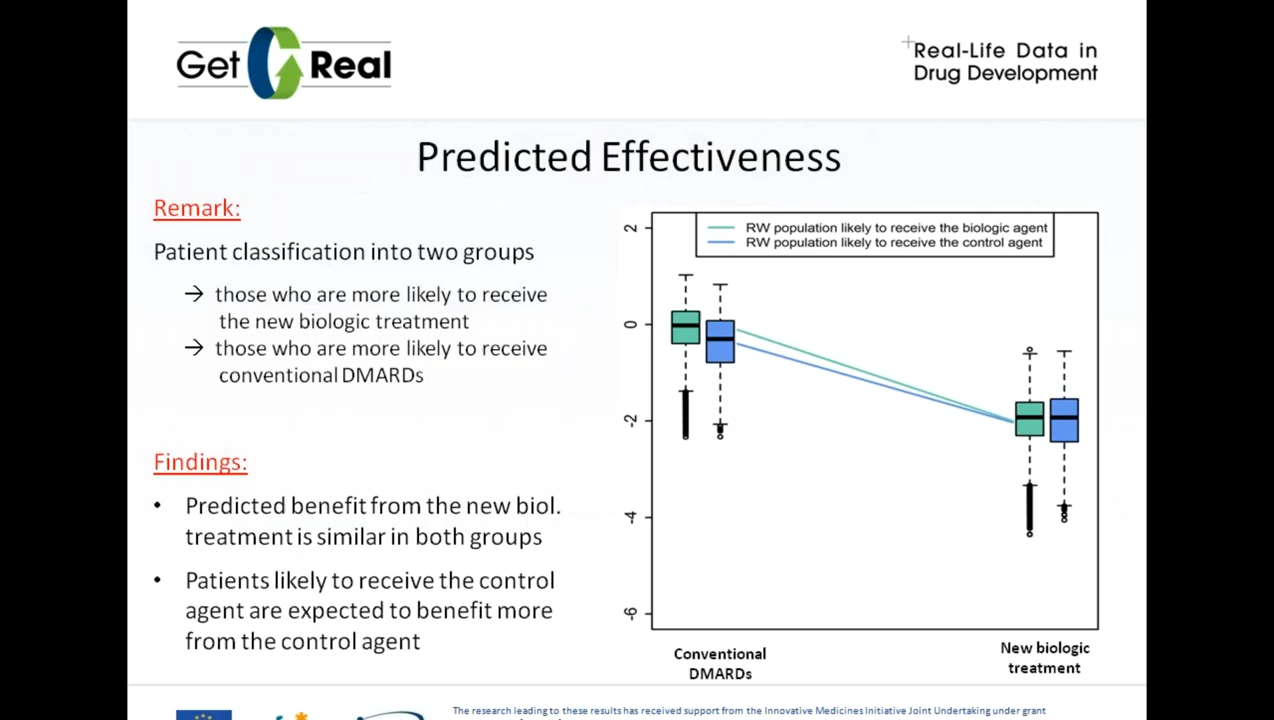 Get Real
Real-Life Data in
Drug Development
Predicted Effectiveness
Remark:
Patient classification into two groups
→ those who are more likely to receive
the new biologic treatment
→ those who are more likely to receive
conventional DMARDs
Findings:
• Predicted benefit from the new biol.
treatment is similar in both groups
• Patients likely to receive the control
agent are expected to benefit more
from the control agent
RW population likely to receive the biologic agent
RW population likely to receive the control agent
2
0
-2
-4
-6
Conventional
DMARDs
New biologic
treatment
The research leading to these results has received support from the Innovative Medicines Initiative Joint Undertaking under grant